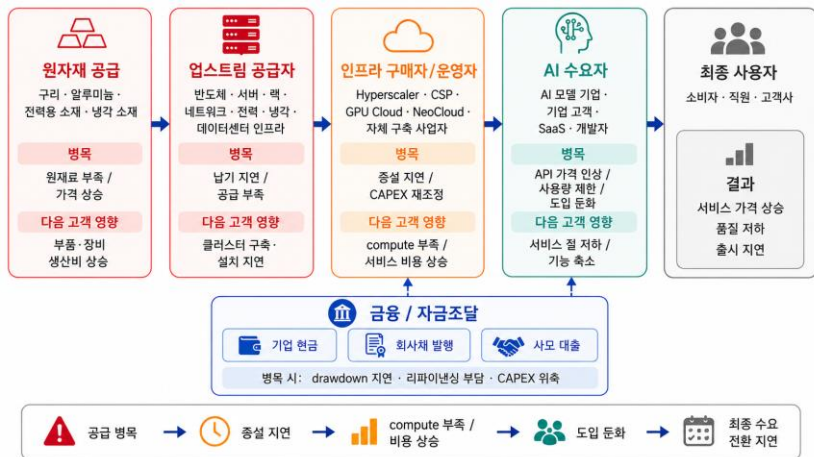 원자재 공급
구리 · 알루미늄 ·
전력용 소재 · 냉각 소재
병목
원재료 부족 /
가격 상승
다음 고객 영향
부품 · 장비
생산비 상승
업스트림 공급자
반도체 · 서버 · 랙 ·
네트워크 · 전력 · 냉각 ·
데이터센터 인프라
병목
납기 지연 /
공급 부족
다음 고객 영향
클러스터 구축 ·
설치 지연
인프라 구매자 / 운영자
Hyperscaler · CSP ·
GPU Cloud · NeoCloud ·
자체 구축 사업자
병목
증설 지연 /
CAPEX 재조정
다음 고객 영향
compute 부족 /
서비스 비용 상승
AI 수요자
AI 모델 기업 ·
기업 고객 ·
SaaS · 개발자
병목
API 가격 인상 /
사용량 제한 /
도입 둔화
다음 고객 영향
서비스 절 저하 /
기능 축소
최종 사용자
소비자 · 직원 · 고객사
결과
서비스 가격 상승
품질 저하
출시 지연
금융 / 자금조달
기업 현금
회사채 발행
사모 대출
병목 시: drawdown 지연 · 리파이낸싱 부담 · CAPEX 위축
공급 병목
증설 지연
compute 부족 /
비용 상승
도입 둔화
최종 수요
전환 지연